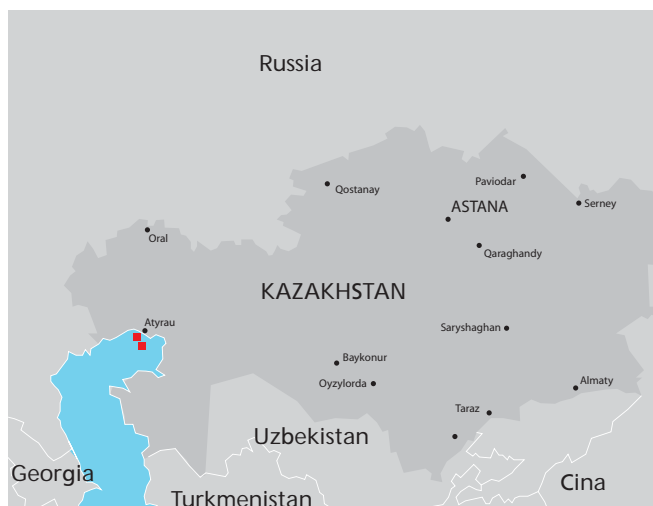 Russia
Paviodar
Qostanay
Serney
ASTANA
Oral
Qaraghandy
KAZAKHSTAN
Atyrau
Saryshaghan
Baykonur
Oyzylorda
Almaty
Taraz
Uzbekistan
Georgia
Cina
Turkmenistan